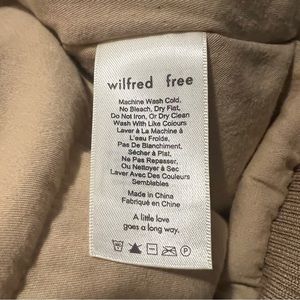 wilfred free
Machine Wash Cold,
No Bleach, Dry Flat,
Do Not Iron, Or Dry Clean
Wash With Like Colours
Laver À La Machine à
L'eau Froide,
Pas De Blanchiment,
Sécher à Plat,
Ne Pas Repasser,
Ou Nettoyer à Sec
Laver Avec Des Couleurs
Semblables
Made in China
Fabriqué en Chine
A little love
goes a long way.
P